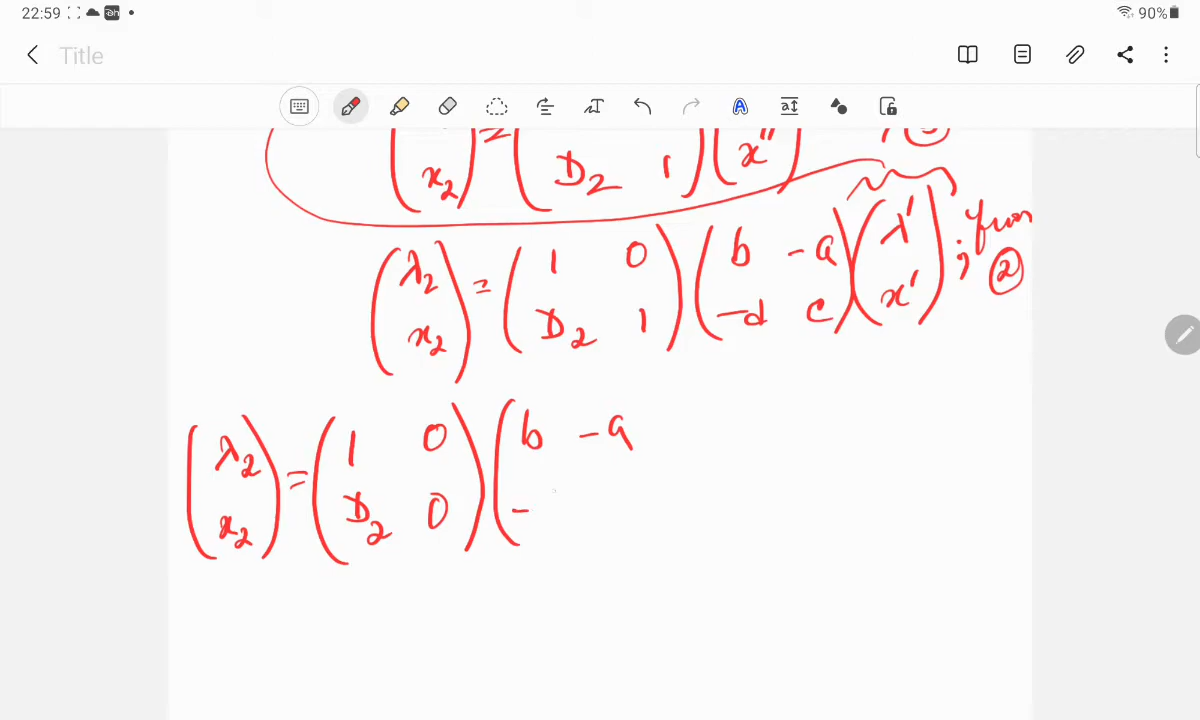 22:59 90%
Title
x₂ = D₂ 1 x″
(λ₂ x₂) = (1 0 D₂ 1) (b -a -d c) (λ′ x′) ; from ②
(λ₂ x₂) = (1 0 D₂ 0) (b -a -